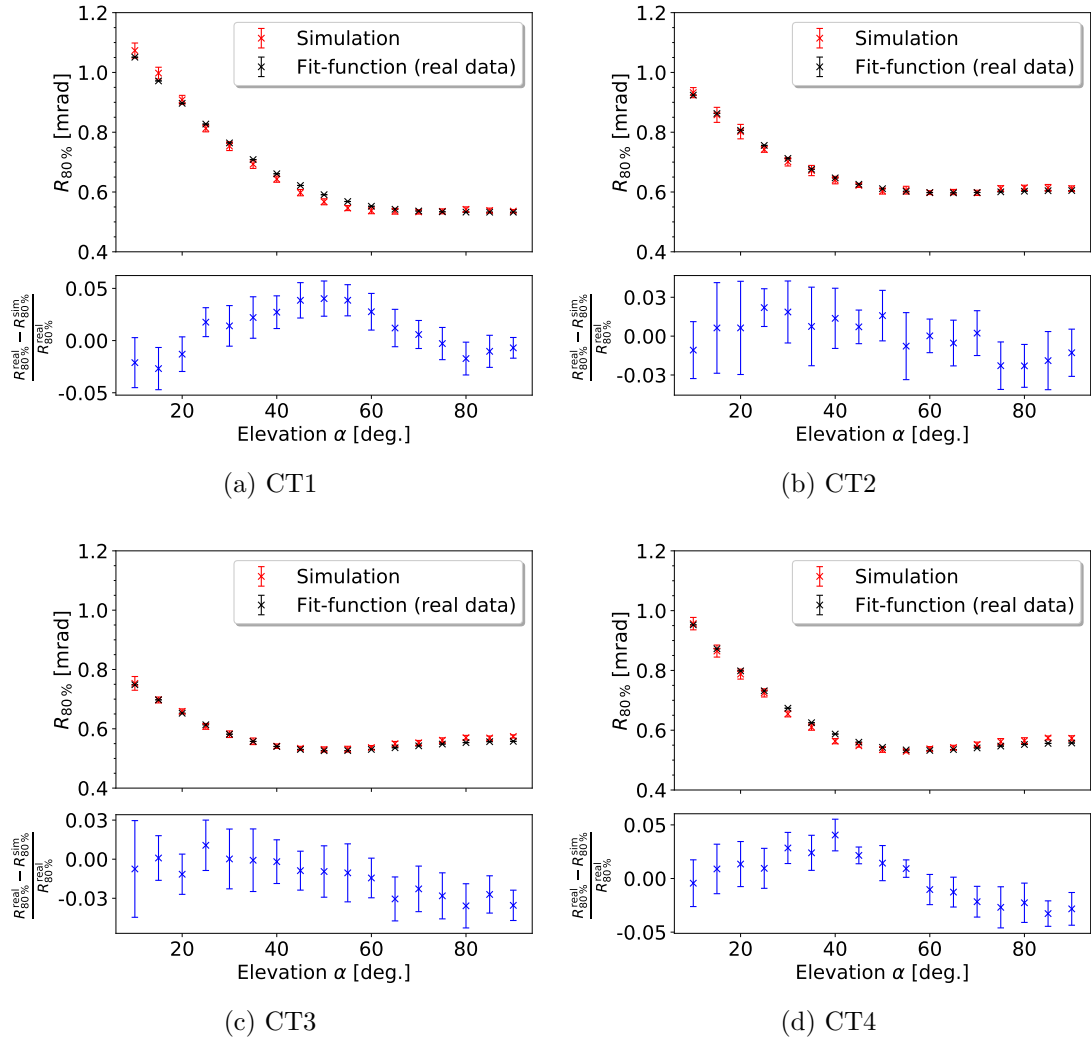 1.2
1.0
0.8
0.6
0.4
R80 % [mrad]
Simulation
Fit-function (real data)
0.05
0.00
-0.05
R80% real − R80% sim
R80% real
20 40 60 80
Elevation α [deg.]
(a) CT1
1.2
1.0
0.8
0.6
0.4
R80 % [mrad]
Simulation
Fit-function (real data)
0.03
0.00
-0.03
R80% real − R80% sim
R80% real
20 40 60 80
Elevation α [deg.]
(b) CT2
1.2
1.0
0.8
0.6
0.4
R80 % [mrad]
Simulation
Fit-function (real data)
0.03
0.00
-0.03
R80% real − R80% sim
R80% real
20 40 60 80
Elevation α [deg.]
(c) CT3
1.2
1.0
0.8
0.6
0.4
R80 % [mrad]
Simulation
Fit-function (real data)
0.05
0.00
-0.05
R80% real − R80% sim
R80% real
20 40 60 80
Elevation α [deg.]
(d) CT4